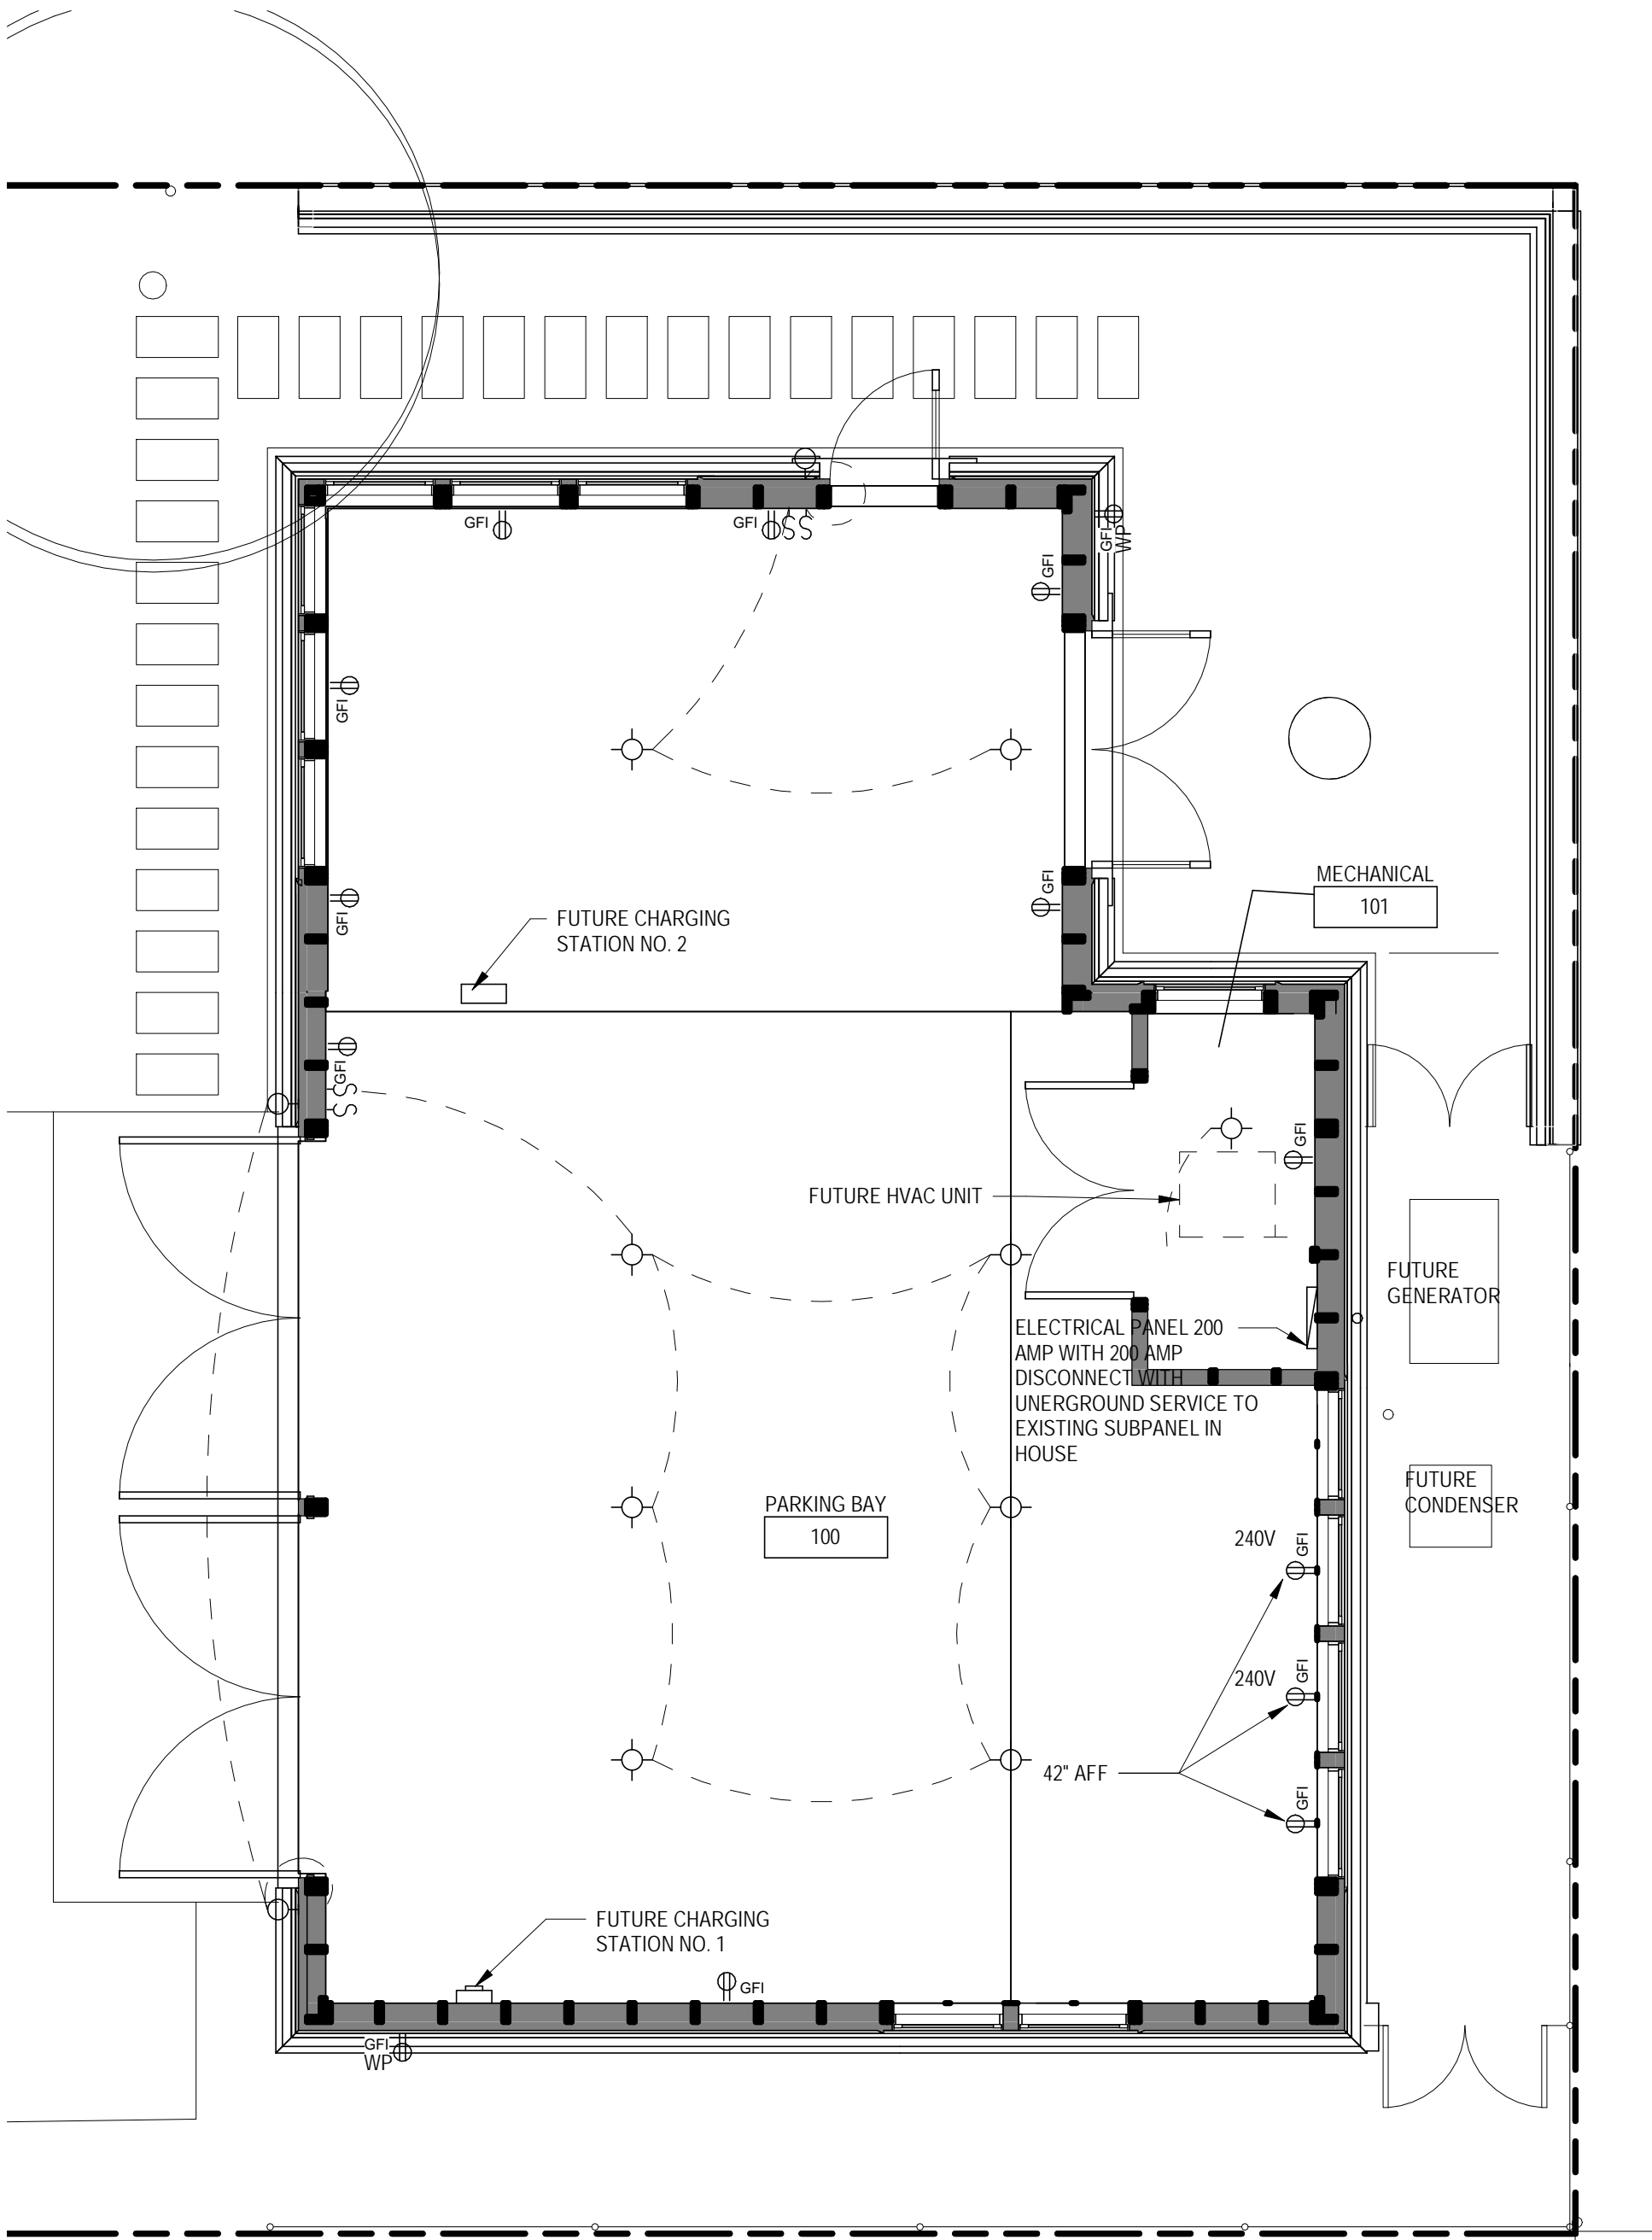 GFI
GFI
SS
GFI
WP
GFI
GFI
MECHANICAL
101
GFI
GFI
FUTURE CHARGING
STATION NO. 2
GFI
S
S
GFI
FUTURE HVAC UNIT
FUTURE
GENERATOR
ELECTRICAL PANEL 200
AMP WITH 200 AMP
DISCONNECT WITH
UNERGROUND SERVICE TO
EXISTING SUBPANEL IN
HOUSE
FUTURE
CONDENSER
PARKING BAY
100
240V
GFI
240V
GFI
42" AFF
GFI
FUTURE CHARGING
STATION NO. 1
GFI
GFI
WP